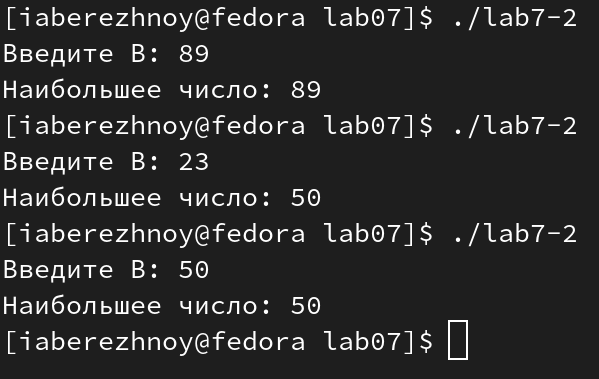 [iaberezhnoy@fedora lab07]$ ./lab7-2
Введите В: 89
Наибольшее число: 89
[iaberezhnoy@fedora lab07]$ ./lab7-2
Введите В: 23
Наибольшее число: 50
[iaberezhnoy@fedora lab07]$ ./lab7-2
Введите В: 50
Наибольшее число: 50
[iaberezhnoy@fedora lab07]$